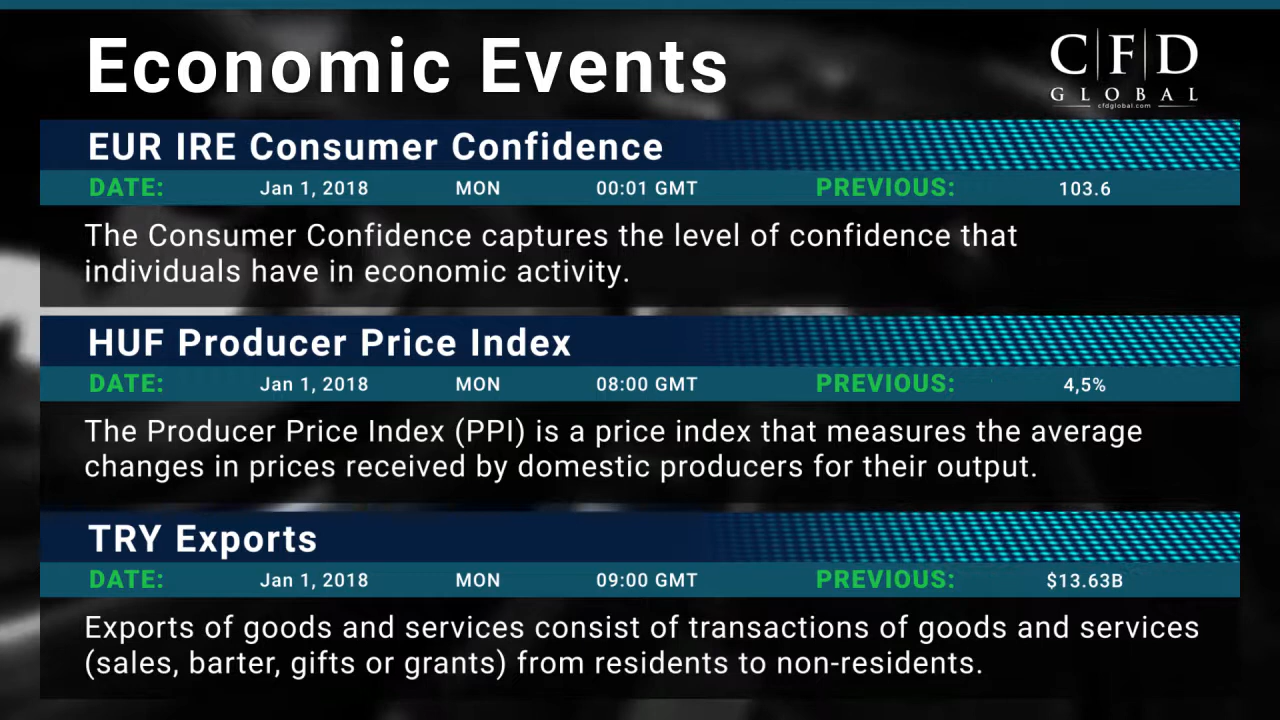 Economic Events
C|F|D
GLOBAL
cfdglobal.com
EUR IRE Consumer Confidence
DATE: Jan 1, 2018 MON 00:01 GMT PREVIOUS: 103.6
The Consumer Confidence captures the level of confidence that
individuals have in economic activity.
HUF Producer Price Index
DATE: Jan 1, 2018 MON 08:00 GMT PREVIOUS: 4,5%
The Producer Price Index (PPI) is a price index that measures the average
changes in prices received by domestic producers for their output.
TRY Exports
DATE: Jan 1, 2018 MON 09:00 GMT PREVIOUS: $13.63B
Exports of goods and services consist of transactions of goods and services
(sales, barter, gifts or grants) from residents to non-residents.